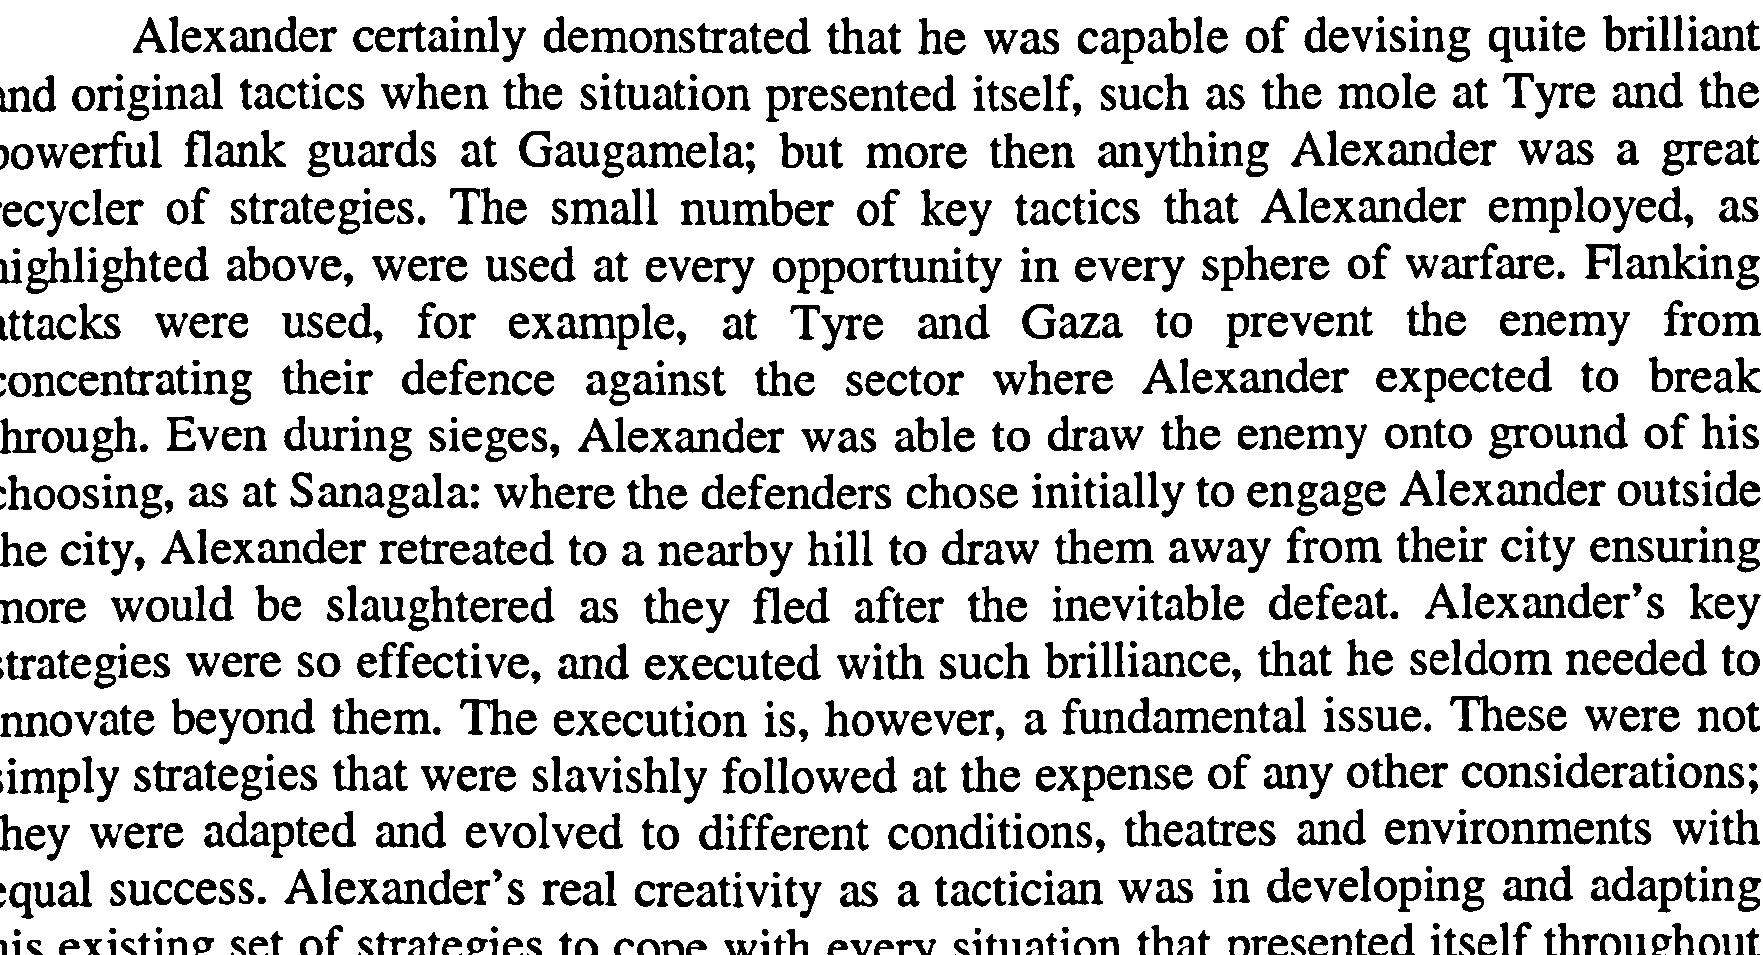 Alexander certainly demonstrated that he was capable of devising quite brilliant
and original tactics when the situation presented itself, such as the mole at Tyre and the
powerful flank guards at Gaugamela; but more then anything Alexander was a great
recycler of strategies. The small number of key tactics that Alexander employed, as
highlighted above, were used at every opportunity in every sphere of warfare. Flanking
attacks were used, for example, at Tyre and Gaza to prevent the enemy from
concentrating their defence against the sector where Alexander expected to break
through. Even during sieges, Alexander was able to draw the enemy onto ground of his
choosing, as at Sanagala: where the defenders chose initially to engage Alexander outside
the city, Alexander retreated to a nearby hill to draw them away from their city ensuring
more would be slaughtered as they fled after the inevitable defeat. Alexander's key
strategies were so effective, and executed with such brilliance, that he seldom needed to
innovate beyond them. The execution is, however, a fundamental issue. These were not
simply strategies that were slavishly followed at the expense of any other considerations;
they were adapted and evolved to different conditions, theatres and environments with
equal success. Alexander's real creativity as a tactician was in developing and adapting
his existing set of strategies to cope with every situation that presented itself throughout